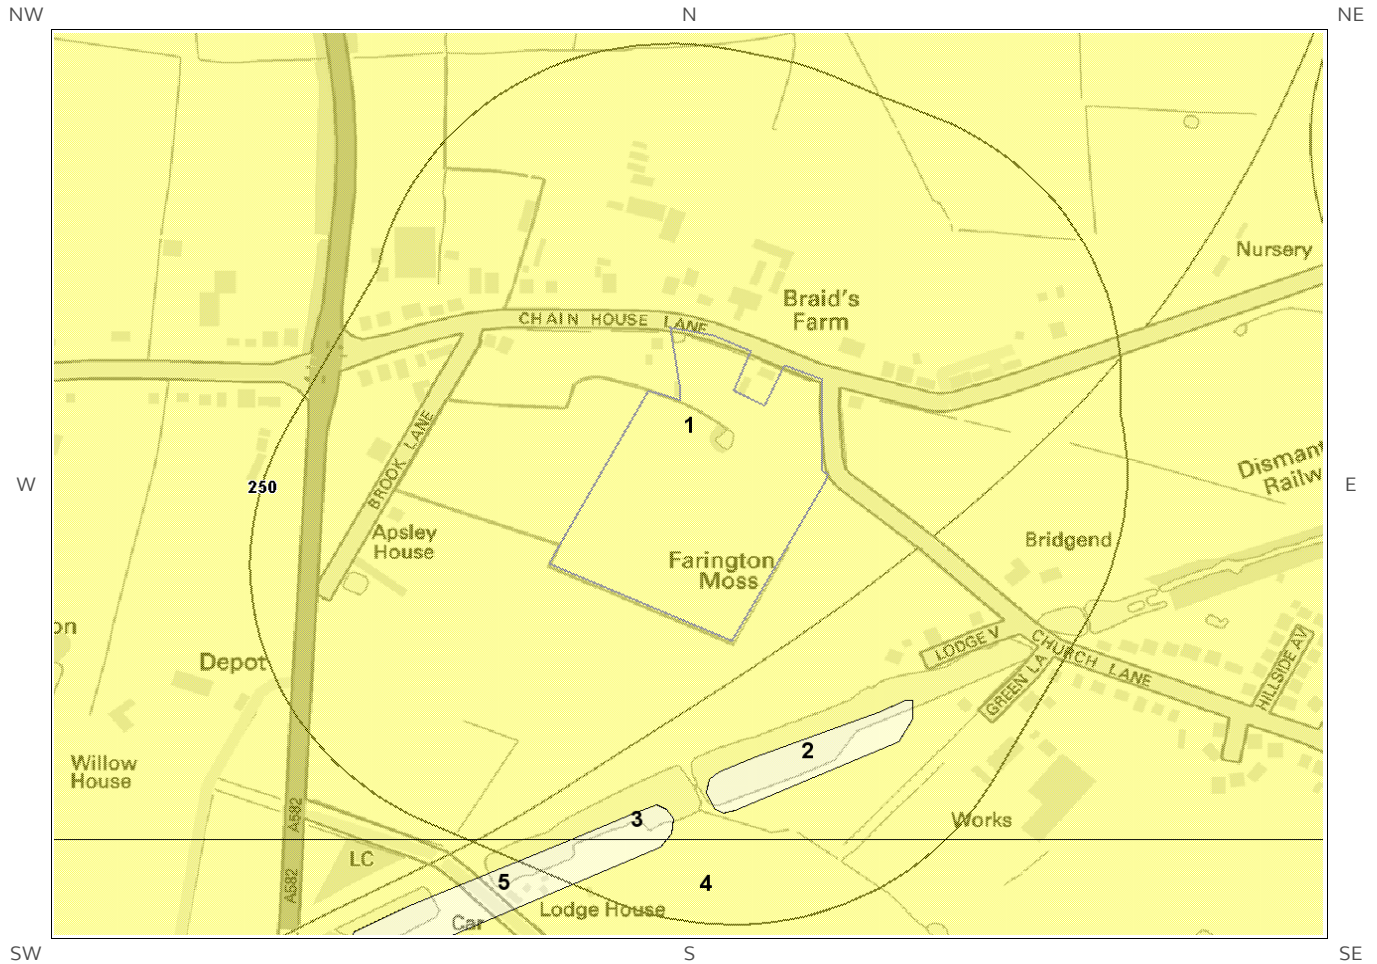 NW
N
NE
Nursery
Braid's
Farm
CHAIN HOUSE LANE
1
BROOK LANE
W
250
E
Apsley
House
Farington
Moss
Bridgend
LODGE V
CHURCH LANE
GREEN LA
HILLSIDE AV
on
Depot
2
Willow
House
A582
3
Works
LC
5
4
A582
Lodge House
Car
SW
S
SE
Disman
Railw